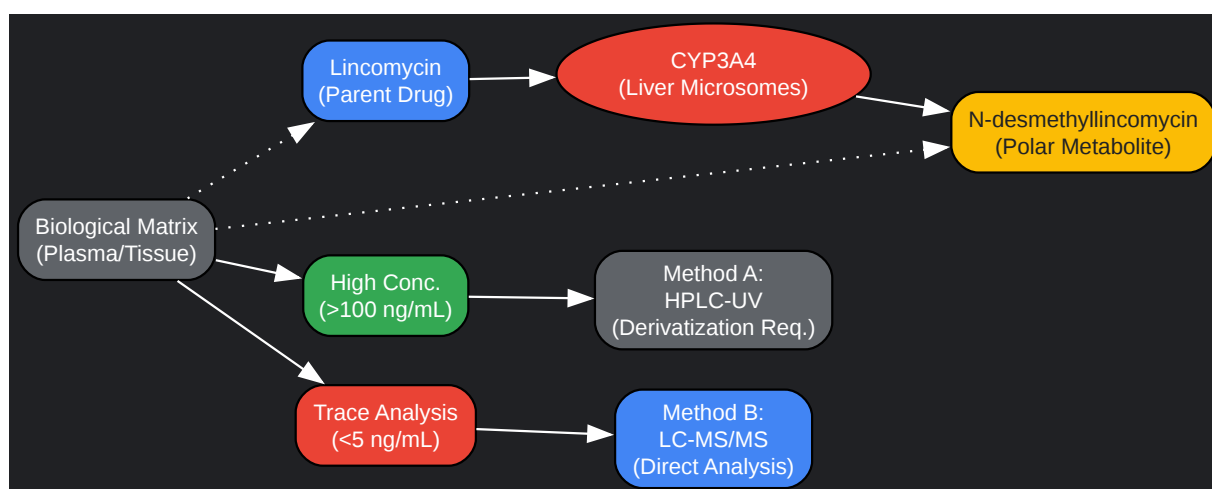 Lincomycin
(Parent Drug)
CYP3A4
(Liver Microsomes)
N-desmethyllincomycin
(Polar Metabolite)
Biological Matrix
(Plasma/Tissue)
High Conc.
(>100 ng/mL)
Method A:
HPLC-UV
(Derivatization Req.)
Trace Analysis
(<5 ng/mL)
Method B:
LC-MS/MS
(Direct Analysis)